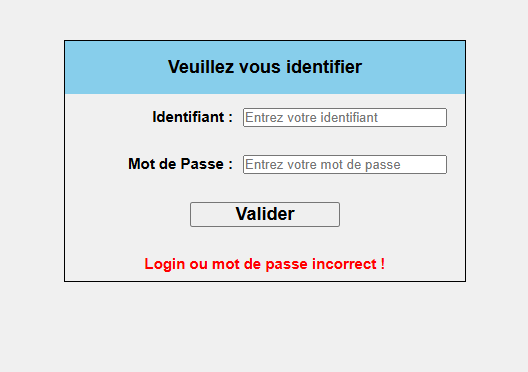 Veuillez vous identifier
Identifiant : Entrez votre identifiant
Mot de Passe : Entrez votre mot de passe
Valider
Login ou mot de passe incorrect !